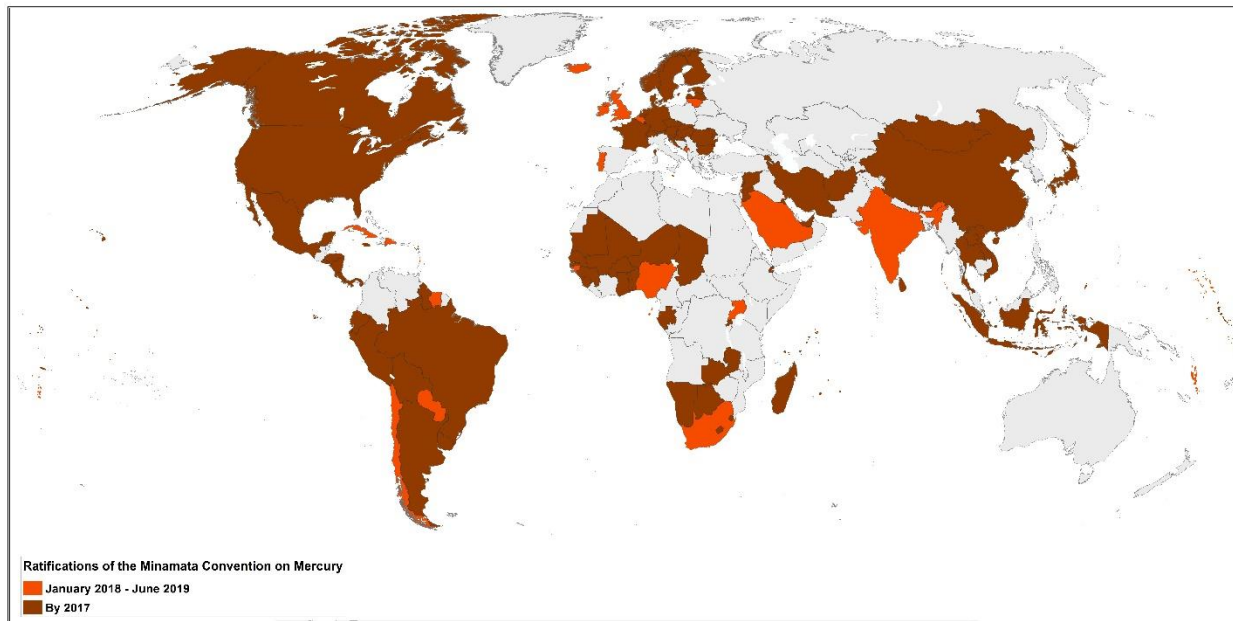 Ratifications of the Minamata Convention on Mercury
January 2018 - June 2019
By 2017